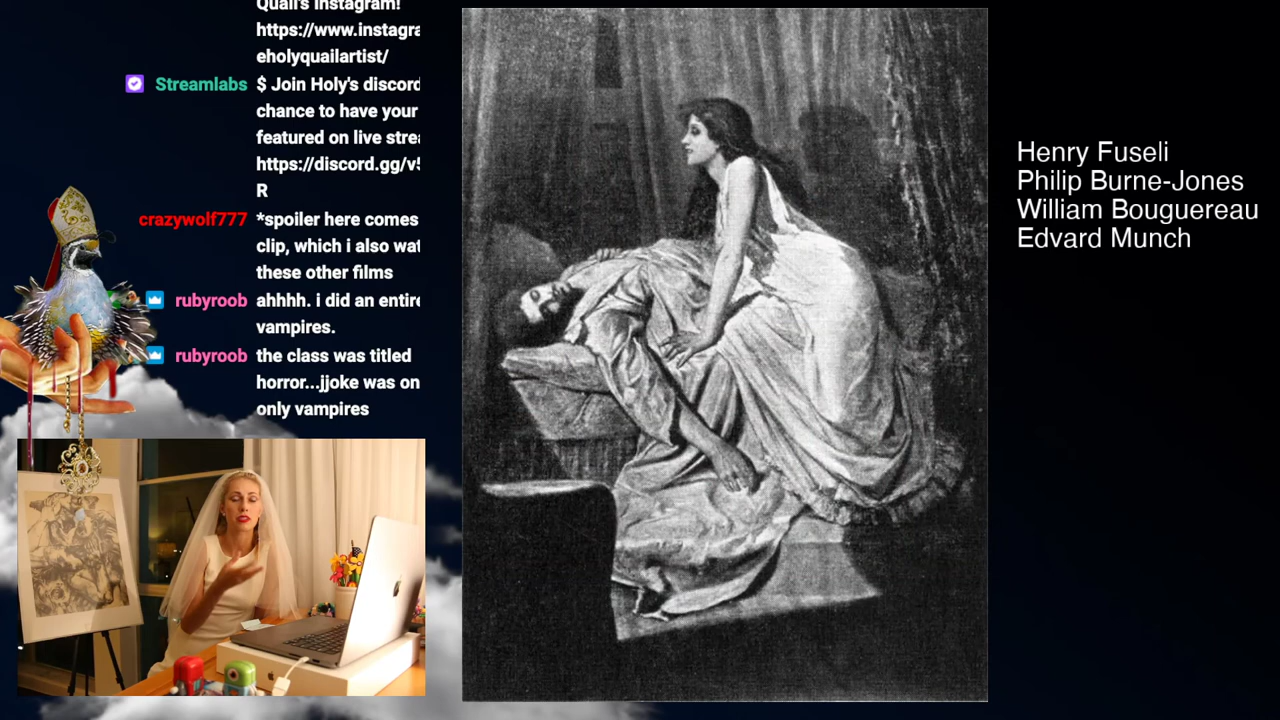 Quail's Instagram!
https://www.instagra
eholyquailartist/
Streamlabs $ Join Holy's discord
chance to have your
featured on live strea
https://discord.gg/v5
R
crazywolf777 *spoiler here comes
clip, which i also wat
these other films
rubyroob ahhhh. i did an entire
vampires.
rubyroob the class was titled
horror...jjoke was on
only vampires
Henry Fuseli
Philip Burne-Jones
William Bouguereau
Edvard Munch